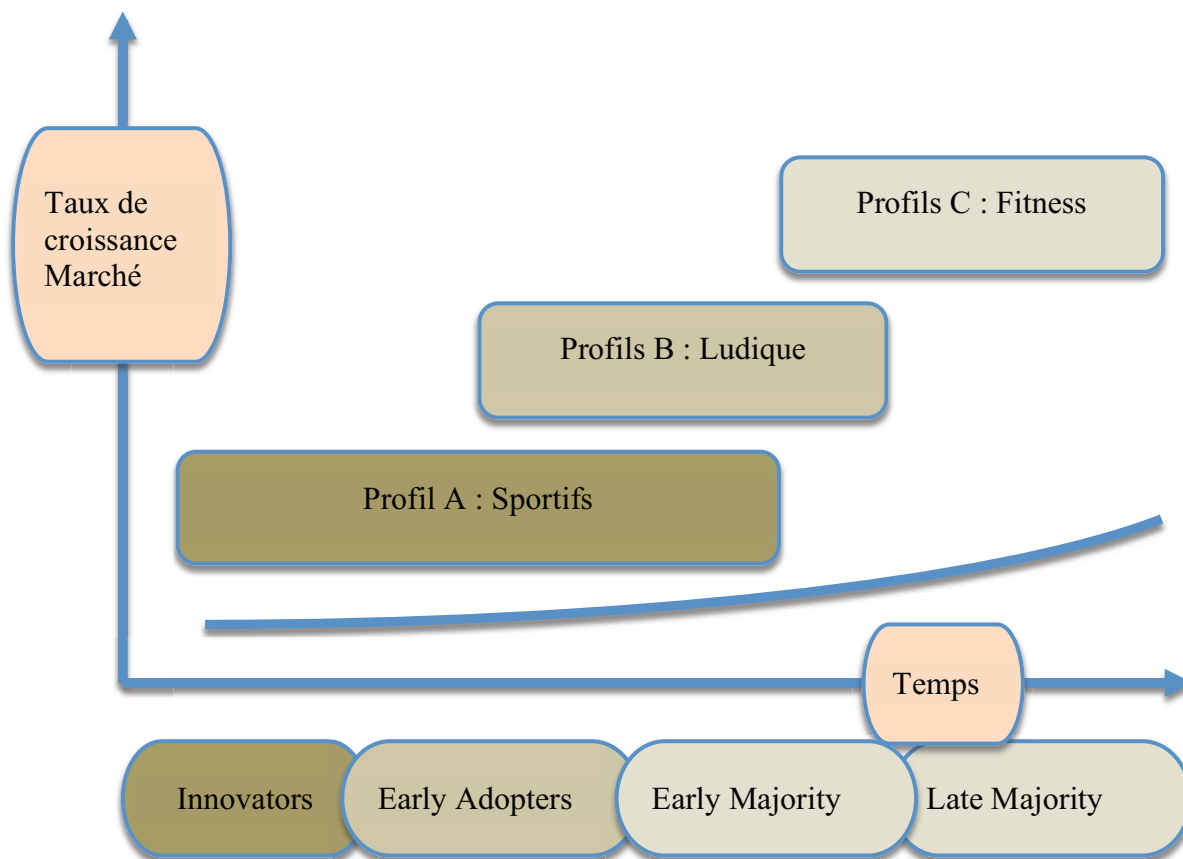 Taux de
croissance
Marché
Profils C : Fitness
Profils B : Ludique
Profil A : Sportifs
Temps
Innovators
Early Adopters
Early Majority
Late Majority